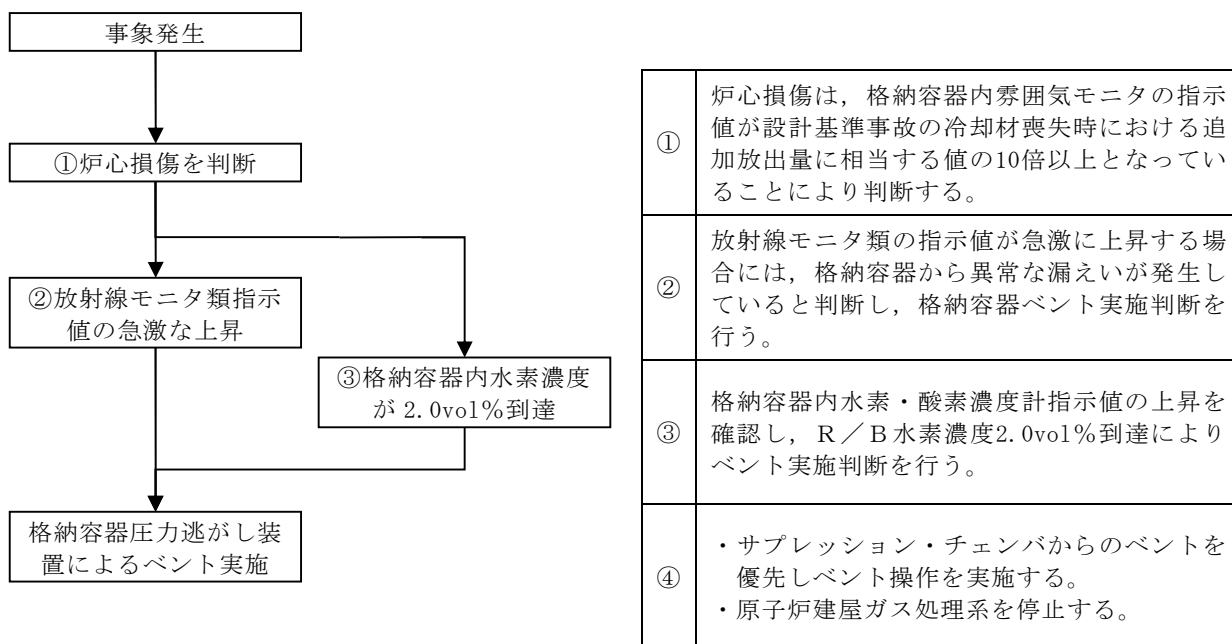 事象発生
①炉心損傷を判断
②放射線モニタ類指示
値の急激な上昇
③格納容器内水素濃度
が 2.0vol％到達
格納容器圧力逃がし装
置によるベント実施
①
炉心損傷は，格納容器内雰囲気モニタの指示
値が設計基準事故の冷却材喪失時における追
加放出量に相当する値の10倍以上となってい
ることにより判断する。
②
放射線モニタ類の指示値が急激に上昇する場
合には，格納容器から異常な漏えいが発生し
ていると判断し，格納容器ベント実施判断を
行う。
③
格納容器内水素・酸素濃度計指示値の上昇を
確認し，Ｒ／Ｂ水素濃度2.0vol％到達により
ベント実施判断を行う。
④
・サプレッション・チェンバからのベントを
優先しベント操作を実施する。
・原子炉建屋ガス処理系を停止する。